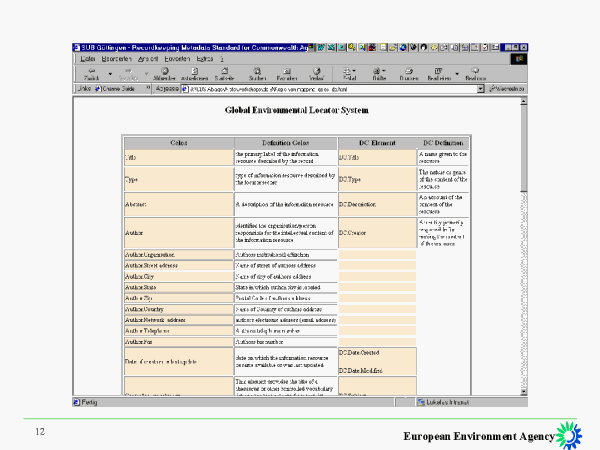 SUB Göttingen - Recordkeeping Metadata Standard for Commonwealth Ag
Datei Bearbeiten Ansicht Favoriten Extras ?
Zurück Abbrechen Aktualisieren Startseite Suchen Favoriten Verlauf E-Mail Größe Drucken Bearbeiten
Links Channel Guide Adresse Wechseln zu
Global Environmental Locator System
Gelos Definition Gelos DC Element DC Definition
Title the primary label of the information resource described by the record DC.Title A name given to the resource
Type type of information resource described by the locator record DC.Type The nature or genre of the content of the resource
Abstract A description of the information resource DC.Description An account of the content of the resource
Author identifies the organisation/person responsible for the intellectual content of the information resource DC.Creator An entity primarily responsible for making the content of the resource
Author.Organisation Authors institutional affliction
Author.Street address Name of street of authors address
Author.City Name of city of authors address
Author.State State in which author city is located
Author.Zip Postal Code of authors address
Author.Country Name of Country of authors address
Author.Network address authors electronic address (email address)
Author.Telephone Authors telephone number
Author.Fax Authors fax number
Date of creation or last update date on which the information resource became available or was last updated DC.Date.Created
DC.Date.Modified
This element provides the title of a thesaurus or other controlled vocabulary
Fertig Lokales Intranet
12
European Environment Agency